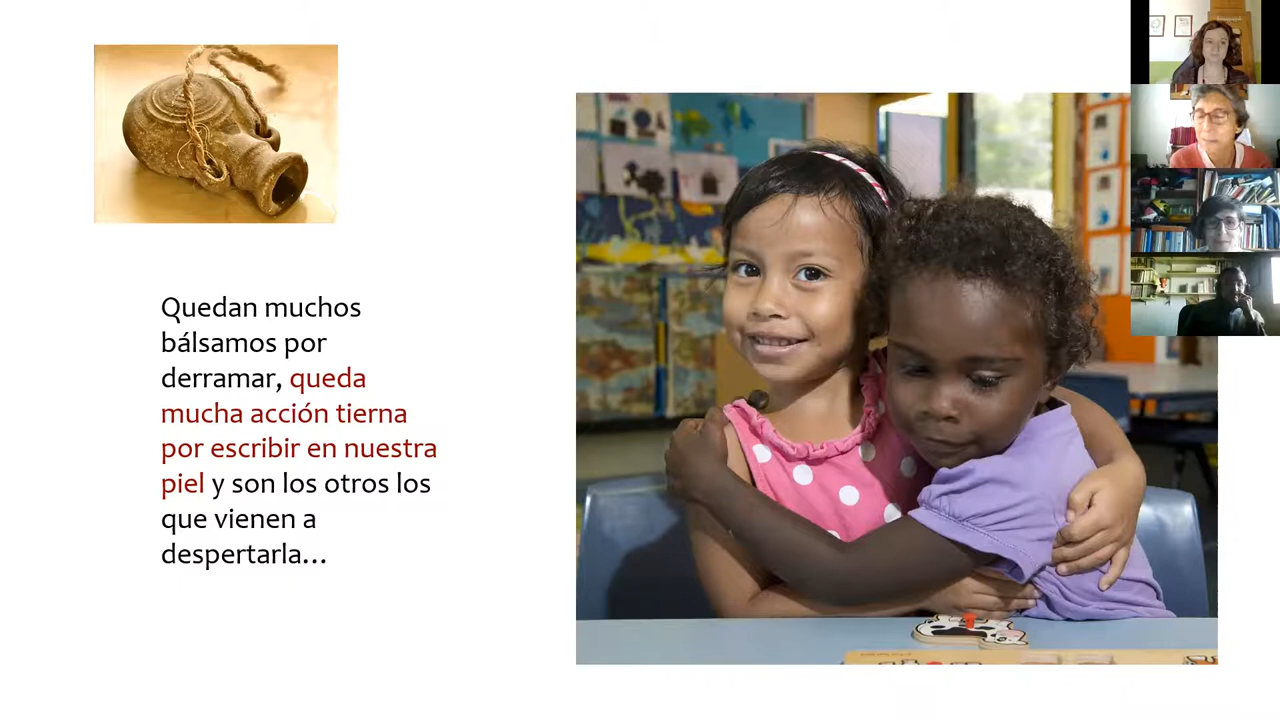 Quedan muchos
bálsamos por
derramar, queda
mucha acción tierna
por escribir en nuestra
piel y son los otros los
que vienen a
despertarla…